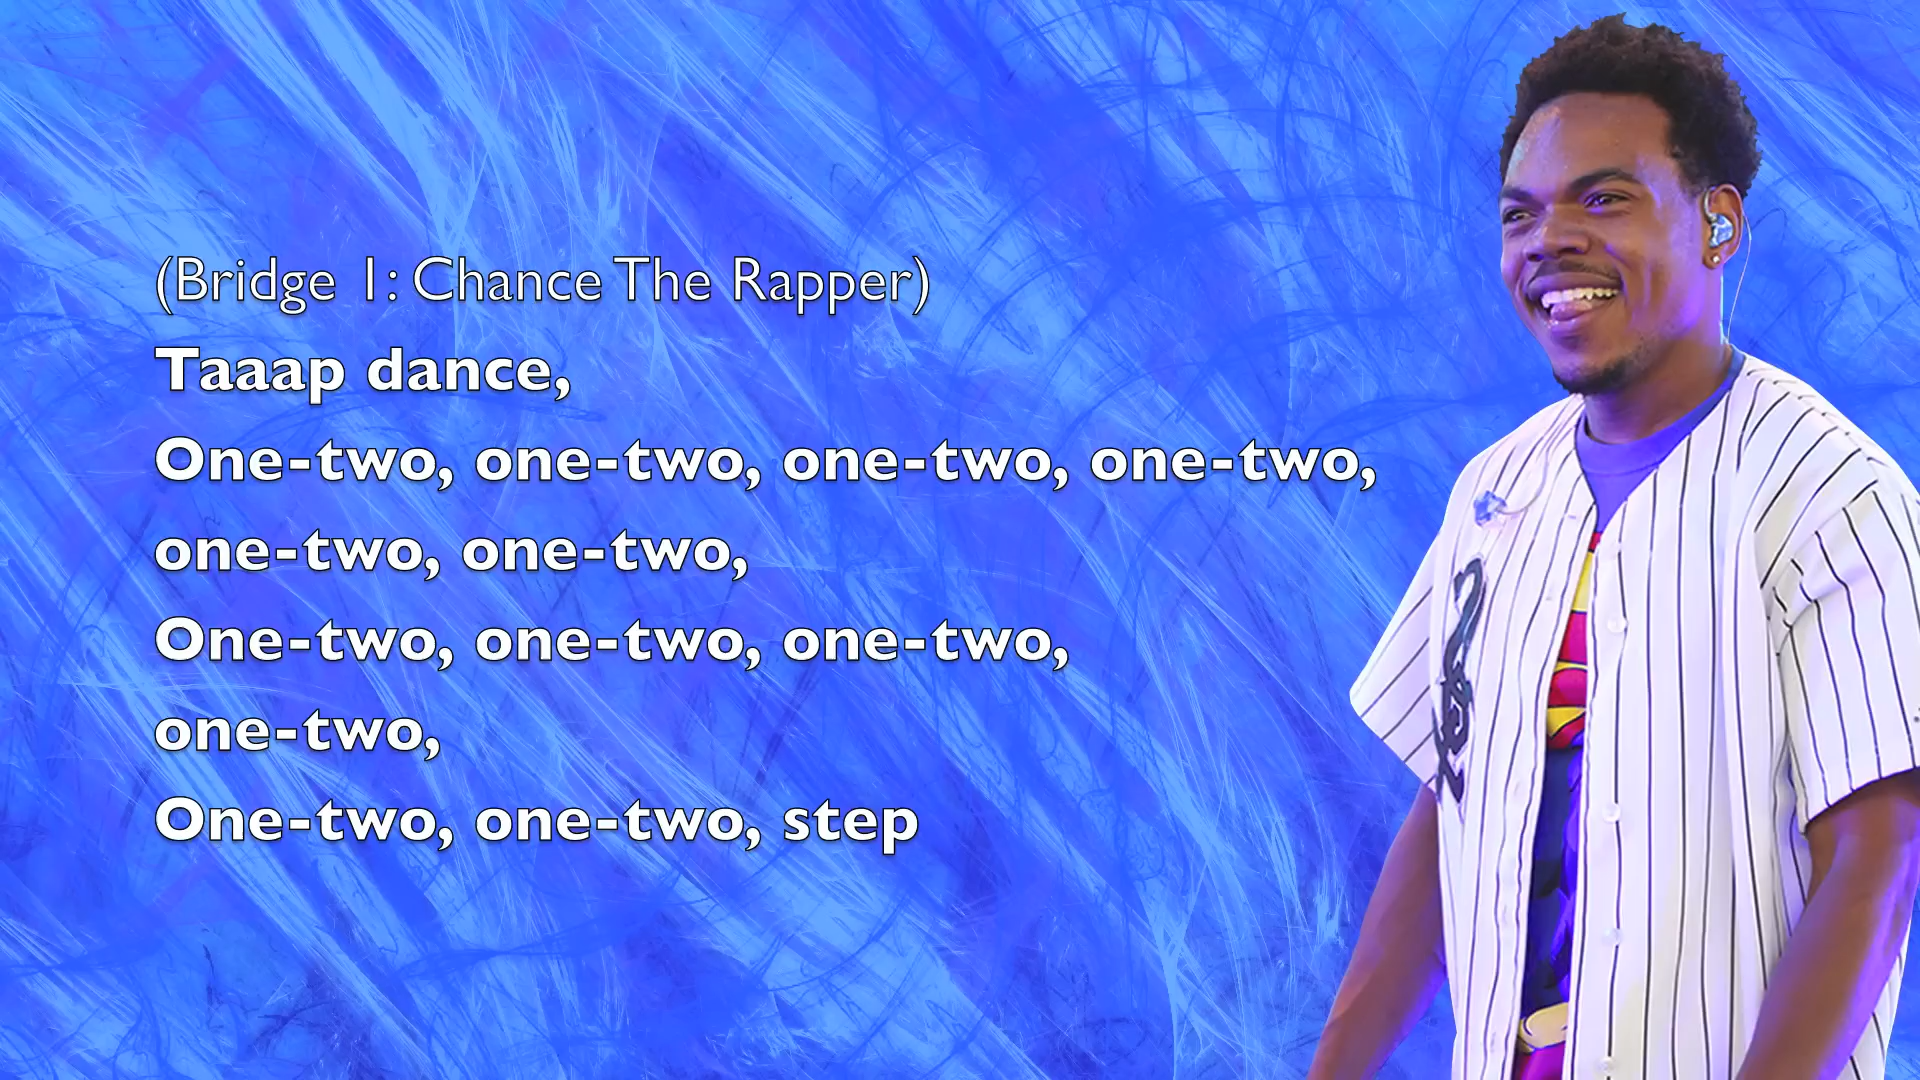 (Bridge 1: Chance The Rapper)
Taaap dance,
One-two, one-two, one-two, one-two,
one-two, one-two,
One-two, one-two, one-two,
one-two,
One-two, one-two, step